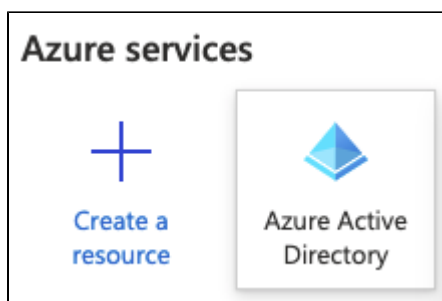 Azure services
Create a
resource
Azure Active
Directory